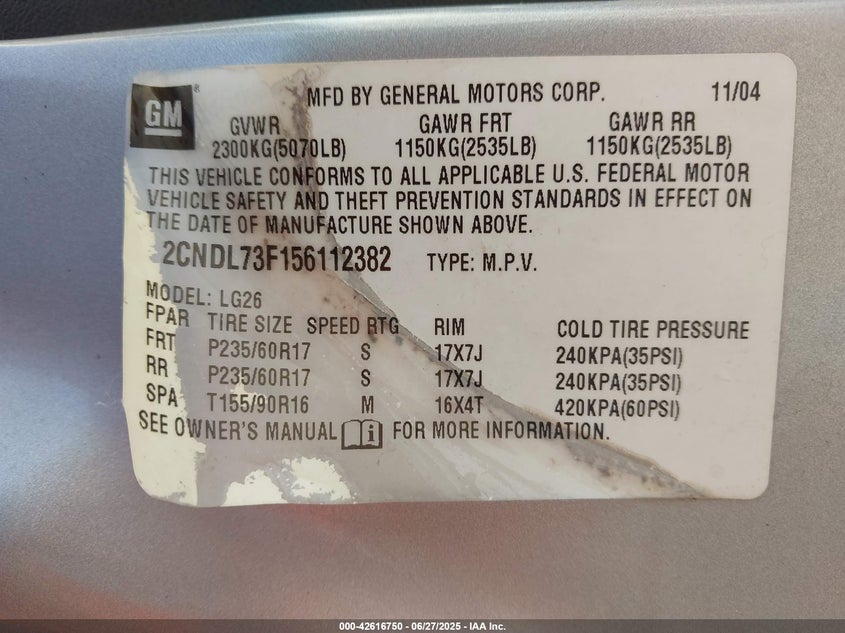 GM ®
MFD BY GENERAL MOTORS CORP. 11/04
GVWR GAWR FRT GAWR RR
2300KG(5070LB) 1150KG(2535LB) 1150KG(2535LB)
THIS VEHICLE CONFORMS TO ALL APPLICABLE U.S. FEDERAL MOTOR
VEHICLE SAFETY AND THEFT PREVENTION STANDARDS IN EFFECT ON
THE DATE OF MANUFACTURE SHOWN ABOVE.
2CNDL73F156112382 TYPE: M.P.V.
MODEL: LG26
FPAR TIRE SIZE SPEED RTG RIM COLD TIRE PRESSURE
FRT P235/60R17 S 17X7J 240KPA(35PSI)
RR P235/60R17 S 17X7J 240KPA(35PSI)
SPA T155/90R16 M 16X4T 420KPA(60PSI)
SEE OWNER'S MANUAL FOR MORE INFORMATION.
000-42616750 | 06/27/2025 - IAA Inc.